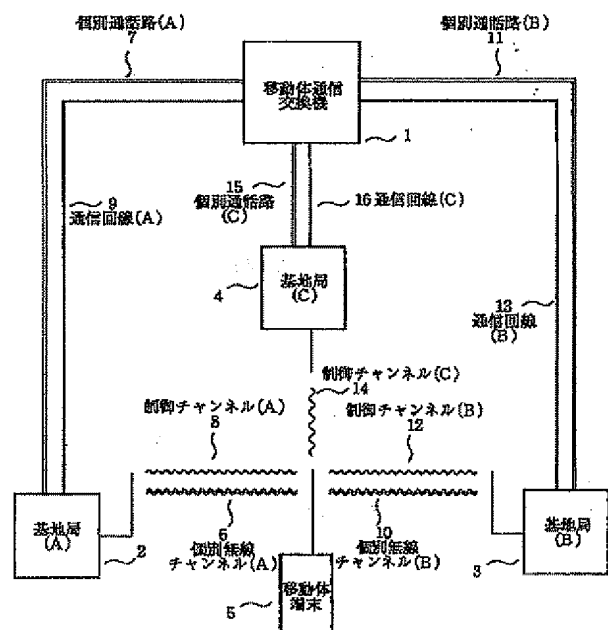 個別通話路(A)
7
個別通話路(B)
11
移動体通信
交換機
1
9
通信回線(A)
15
個別通話路
(C)
16通信回線(C)
4
基地局
(C)
13
通信回線
(B)
制御チャンネル(C)
14
制御チャンネル(A)
8
制御チャンネル(B)
12
基地局
(A)
2
6
個別無線
チャンネル(A)
10
個別無線
チャンネル(B)
3
基地局
(B)
5
移動体
端末